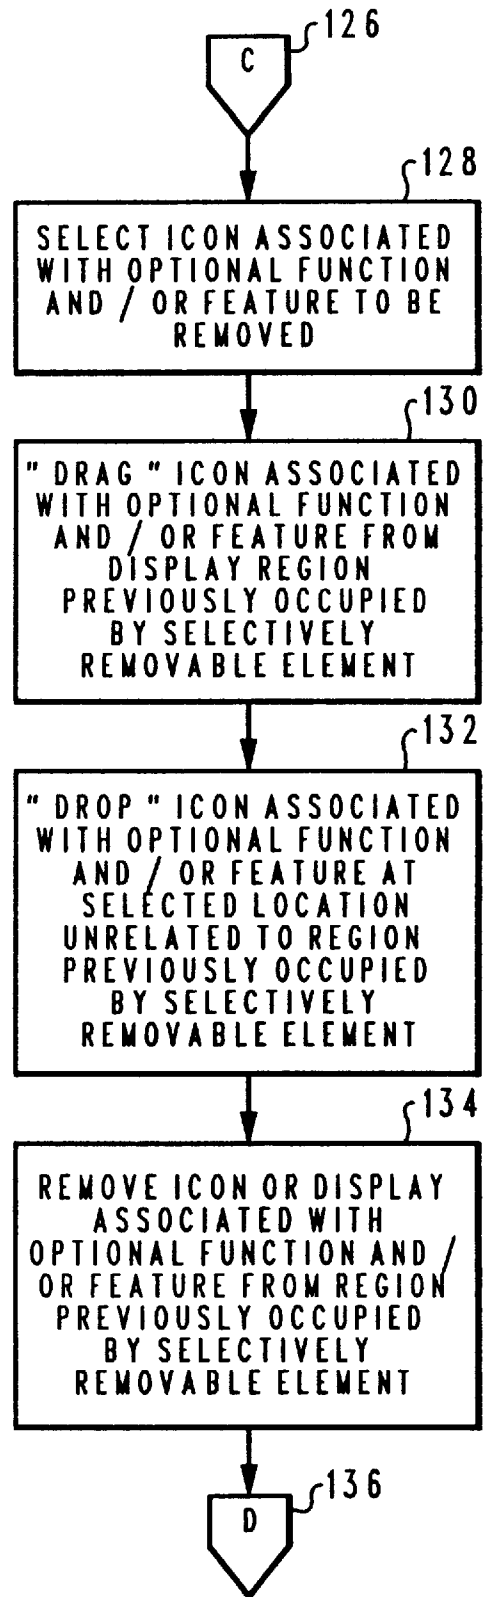 126
C
128
SELECT ICON ASSOCIATED
WITH OPTIONAL FUNCTION
AND / OR FEATURE TO BE
REMOVED
130
" DRAG " ICON ASSOCIATED
WITH OPTIONAL FUNCTION
AND / OR FEATURE FROM
DISPLAY REGION
PREVIOUSLY OCCUPIED
BY SELECTIVELY
REMOVABLE ELEMENT
132
" DROP " ICON ASSOCIATED
WITH OPTIONAL FUNCTION
AND / OR FEATURE AT
SELECTED LOCATION
UNRELATED TO REGION
PREVIOUSLY OCCUPIED
BY SELECTIVELY
REMOVABLE ELEMENT
134
REMOVE ICON OR DISPLAY
ASSOCIATED WITH
OPTIONAL FUNCTION AND /
OR FEATURE FROM REGION
PREVIOUSLY OCCUPIED
BY SELECTIVELY
REMOVABLE ELEMENT
136
D